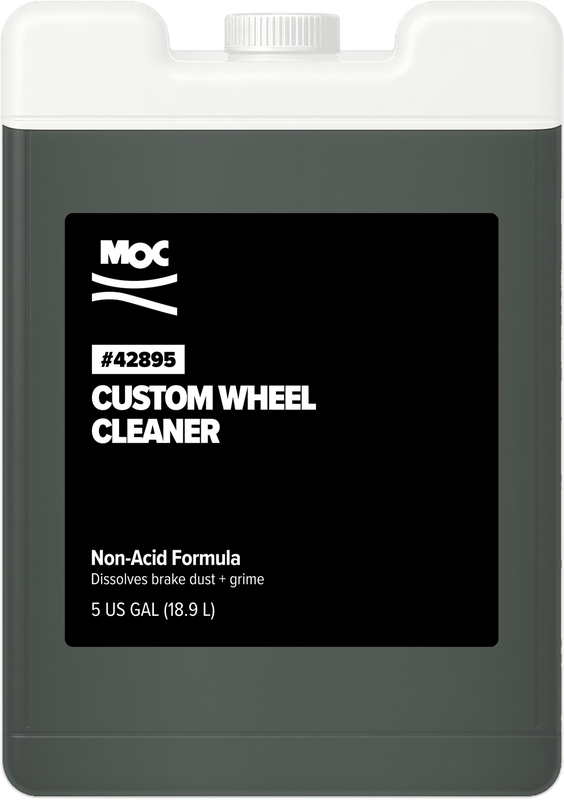 MOC
#42895
CUSTOM WHEEL
CLEANER
Non-Acid Formula
Dissolves brake dust + grime
5 US GAL (18.9 L)